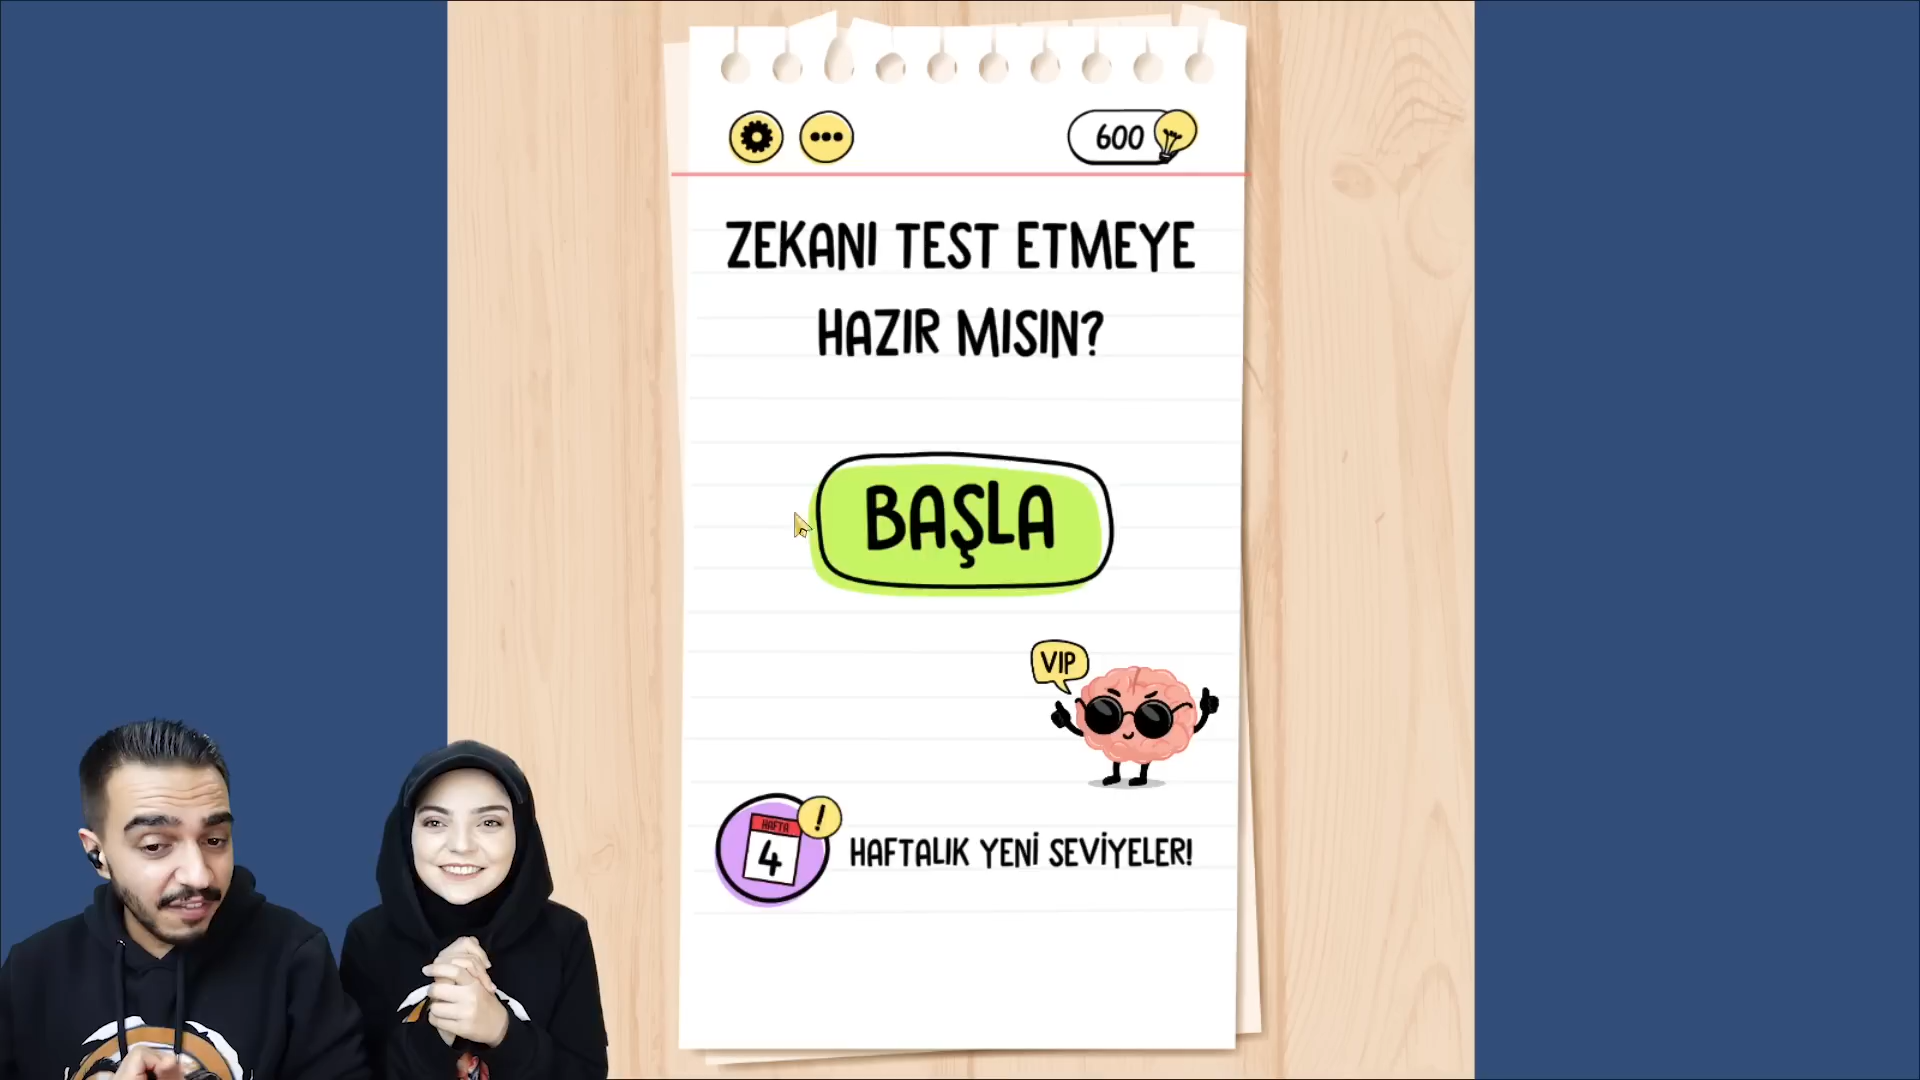 600
ZEKANI TEST ETMEYE
HAZIR MISIN?
BAŞLA
VIP
HAFTA
4
!
HAFTALIK YENİ SEVİYELER!